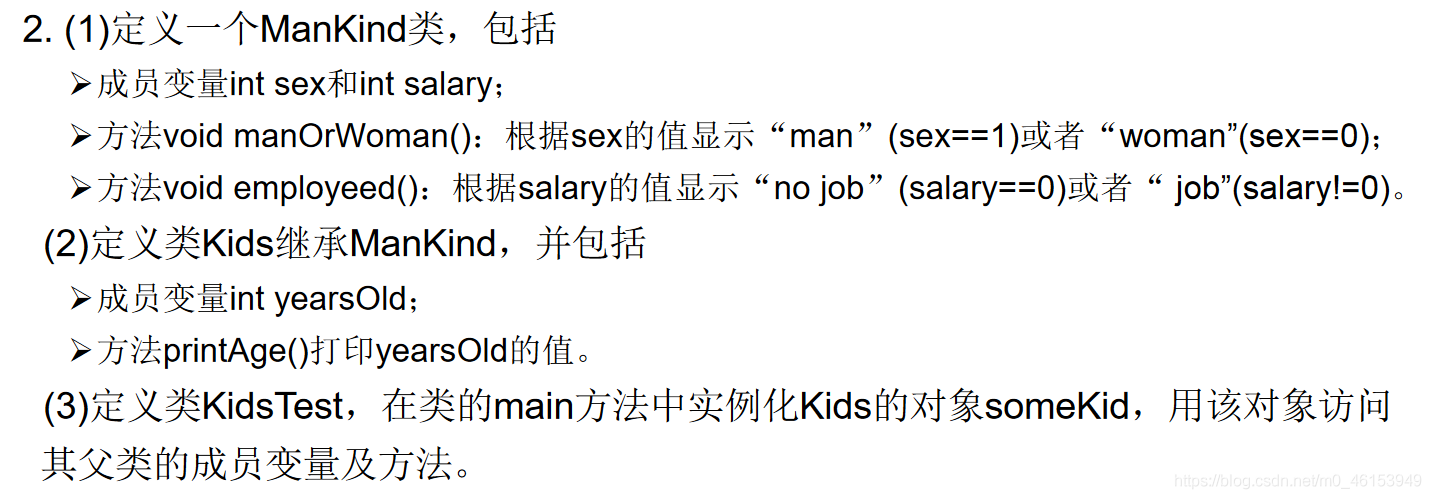 2. (1)定义一个ManKind类，包括
➢成员变量int sex和int salary；
➢方法void manOrWoman()：根据sex的值显示“man”(sex==1)或者“woman”(sex==0)；
➢方法void employeed()：根据salary的值显示“no job”(salary==0)或者“ job”(salary!=0)。
(2)定义类Kids继承ManKind，并包括
➢成员变量int yearsOld；
➢方法printAge()打印yearsOld的值。
(3)定义类KidsTest，在类的main方法中实例化Kids的对象someKid，用该对象访问
其父类的成员变量及方法。
https://blog.csdn.net/m0_46153949